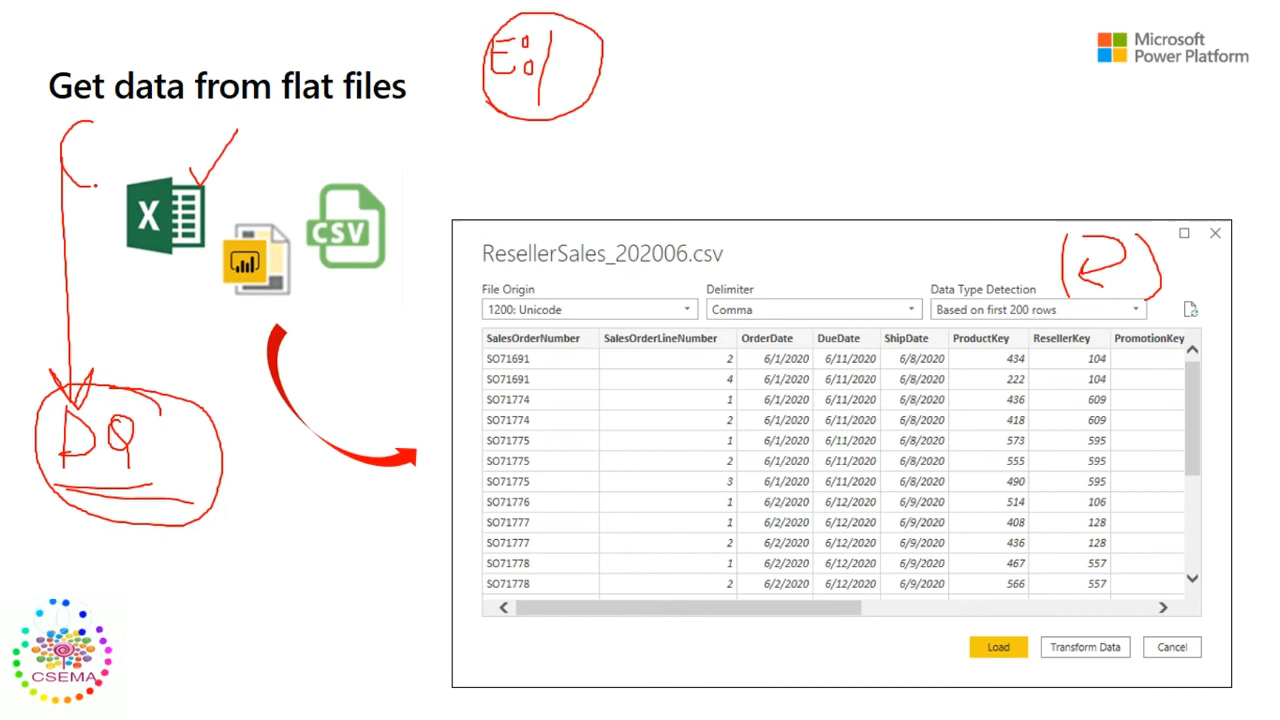 E:/
Microsoft
Power Platform
Get data from flat files
X
CSV
DQ
ResellerSales_202006.csv
File Origin Delimiter Data Type Detection
1200: Unicode Comma Based on first 200 rows
SalesOrderNumber SalesOrderLineNumber OrderDate DueDate ShipDate ProductKey ResellerKey PromotionKey
SO71691 2 6/1/2020 6/11/2020 6/8/2020 434 104
SO71691 4 6/1/2020 6/11/2020 6/8/2020 222 104
SO71774 1 6/1/2020 6/11/2020 6/8/2020 436 609
SO71774 2 6/1/2020 6/11/2020 6/8/2020 418 609
SO71775 1 6/1/2020 6/11/2020 6/8/2020 573 595
SO71775 2 6/1/2020 6/11/2020 6/8/2020 555 595
SO71775 3 6/1/2020 6/11/2020 6/8/2020 490 595
SO71776 1 6/2/2020 6/12/2020 6/9/2020 514 106
SO71777 1 6/2/2020 6/12/2020 6/9/2020 408 128
SO71777 2 6/2/2020 6/12/2020 6/9/2020 436 128
SO71778 1 6/2/2020 6/12/2020 6/9/2020 467 557
SO71778 2 6/2/2020 6/12/2020 6/9/2020 566 557
Load Transform Data Cancel
CSEMA